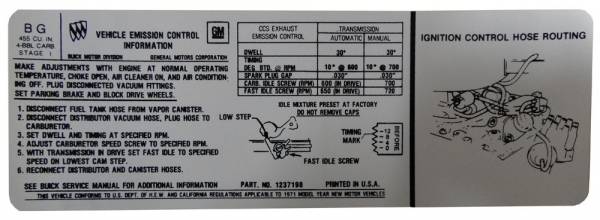 BG
455 CU. IN.
4-BBL CARB.
STAGE 1
VEHICLE EMISSION CONTROL
INFORMATION
GM
BUICK MOTOR DIVISION GENERAL MOTORS CORPORATION
MAKE ADJUSTMENTS WITH ENGINE AT NORMAL OPERATING
TEMPERATURE, CHOKE OPEN, AIR CLEANER ON, AND AIR CONDITION-
ING OFF. PLUG DISCONNECTED VACUUM FITTINGS.
SET PARKING BRAKE AND BLOCK DRIVE WHEELS.
1. DISCONNECT FUEL TANK HOSE FROM VAPOR CANISTER.
2. DISCONNECT DISTRIBUTOR VACUUM HOSE, PLUG HOSE TO
CARBURETOR.
3. SET DWELL AND TIMING AT SPECIFIED RPM.
4. ADJUST CARBURETOR SPEED SCREW TO SPECIFIED RPM.
5. WITH TRANSMISSION IN DRIVE SET FAST IDLE TO SPECIFIED
SPEED ON LOWEST CAM STEP.
6. RECONNECT DISTRIBUTOR AND CANISTER HOSES.
CCS EXHAUST
EMISSION CONTROL
TRANSMISSION
AUTOMATIC MANUAL
DWELL 30° 30°
TIMING
DEG. BTD. @ RPM 10° @ 600 10° @ 700
SPARK PLUG GAP .030" .030"
CARB. IDLE SCREW (RPM) 600 (IN DRIVE) 700
FAST IDLE SCREW (RPM) 650 (IN DRIVE)
IDLE MIXTURE PRESET AT FACTORY
DO NOT REMOVE CAPS
LOW STEP
FAST IDLE SCREW
TIMING
MARK
BEFORE
IGNITION CONTROL HOSE ROUTING
SEE BUICK SERVICE MANUAL FOR ADDITIONAL INFORMATION PART NO. 1237198 PRINTED IN U.S.A.
THIS VEHICLE CONFORMS TO U.S. DEPT. OF H.E.W. AND CALIFORNIA REGULATIONS APPLICABLE TO 1971 MODEL YEAR NEW MOTOR VEHICLES